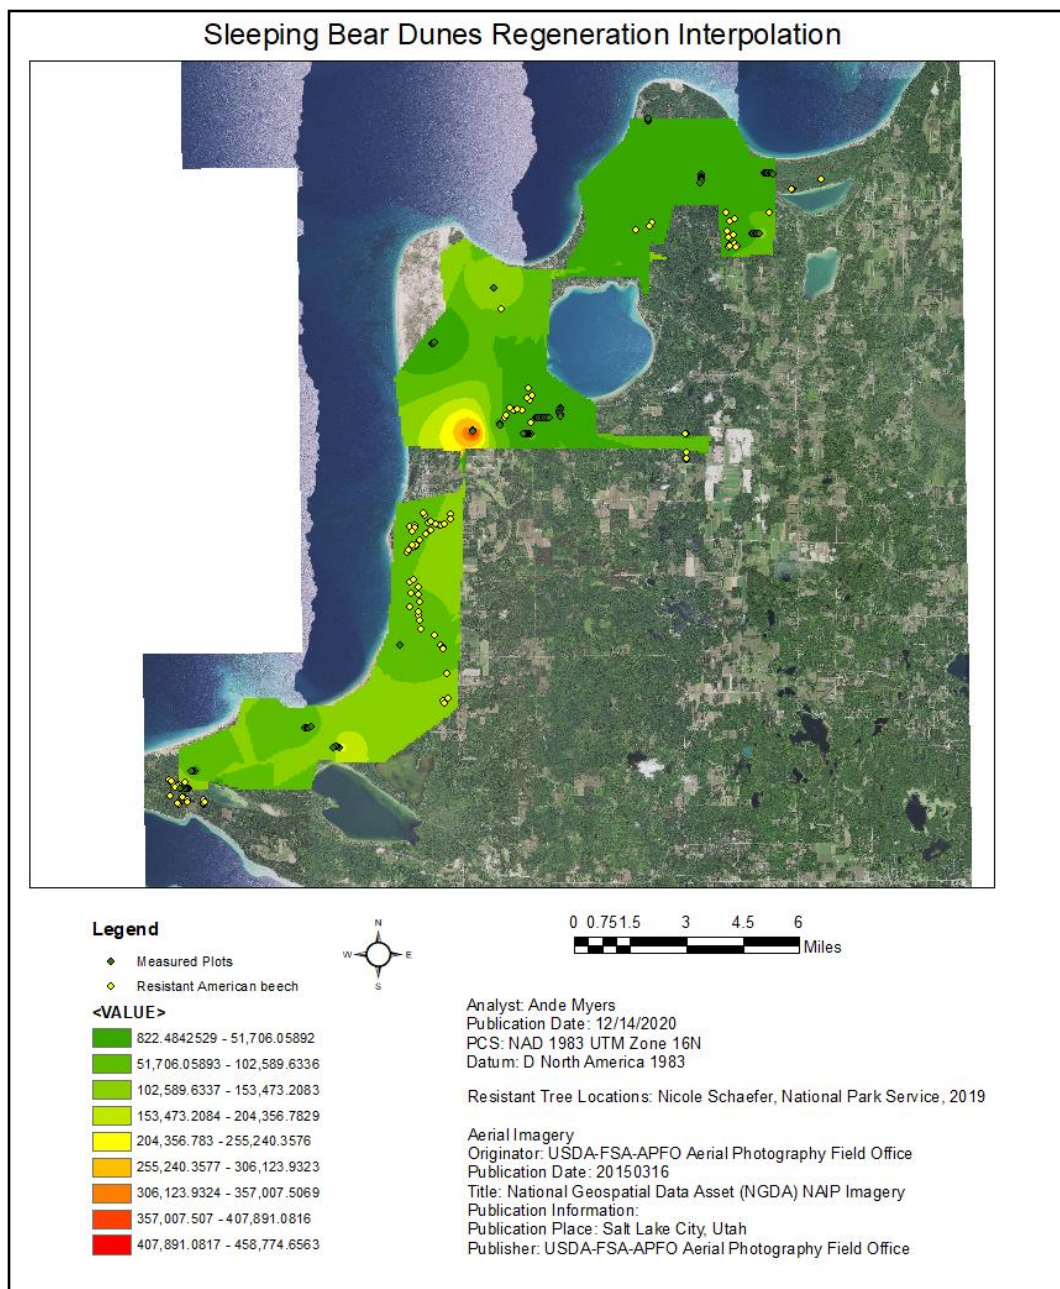 Sleeping Bear Dunes Regeneration Interpolation
Legend
Measured Plots
Resistant American beech
<VALUE>
822.4842529 - 51,706.05892
51,706.05893 - 102,589.6336
102,589.6337 - 153,473.2083
153,473.2084 - 204,356.7829
204,356.783 - 255,240.3576
255,240.3577 - 306,123.9323
306,123.9324 - 357,007.5069
357,007.507 - 407,891.0816
407,891.0817 - 458,774.6563
N
W E
S
0 0.75 1.5 3 4.5 6
Miles
Analyst: Ande Myers
Publication Date: 12/14/2020
PCS: NAD 1983 UTM Zone 16N
Datum: D North America 1983
Resistant Tree Locations: Nicole Schaefer, National Park Service, 2019
Aerial Imagery
Originator: USDA-FSA-APFO Aerial Photography Field Office
Publication Date: 20150316
Title: National Geospatial Data Asset (NGDA) NAIP Imagery
Publication Information:
Publication Place: Salt Lake City, Utah
Publisher: USDA-FSA-APFO Aerial Photography Field Office